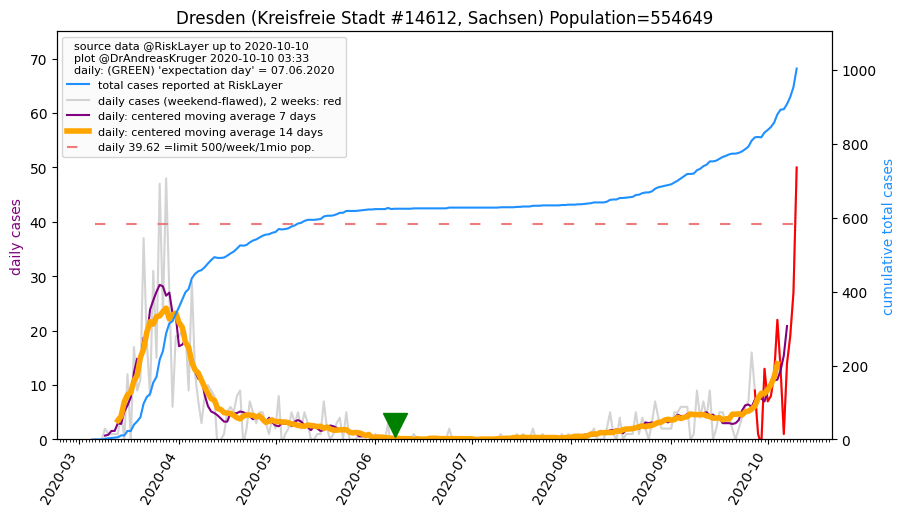 Dresden (Kreisfreie Stadt #14612, Sachsen) Population=554649
source data @RiskLayer up to 2020-10-10
plot @DrAndreasKruger 2020-10-10 03:33
daily: (GREEN) 'expectation day' = 07.06.2020
total cases reported at RiskLayer
daily cases (weekend-flawed), 2 weeks: red
daily: centered moving average 7 days
daily: centered moving average 14 days
daily 39.62 =limit 500/week/1mio pop.
daily cases
70
60
50
40
30
20
10
0
cumulative total cases
1000
800
600
400
200
0
2020-03
2020-04
2020-05
2020-06
2020-07
2020-08
2020-09
2020-10